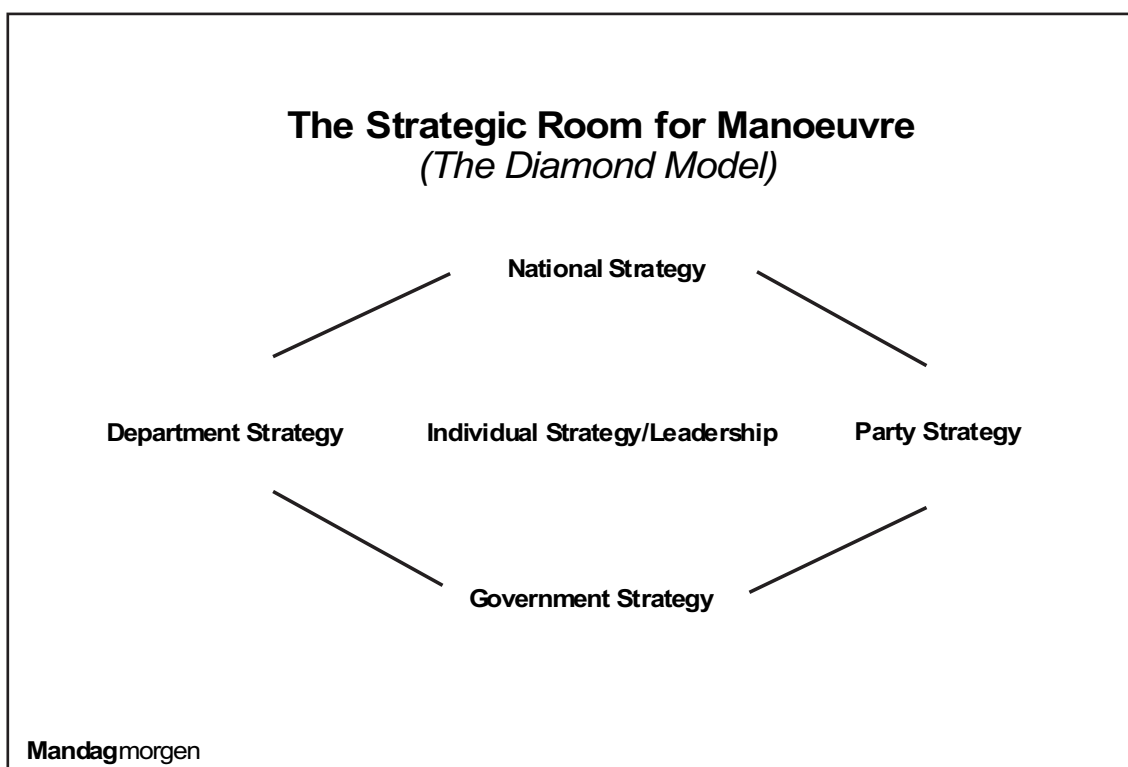 The Strategic Room for Manoeuvre
(The Diamond Model)
National Strategy
Department Strategy
Individual Strategy/Leadership
Party Strategy
Government Strategy
Mandagmorgen